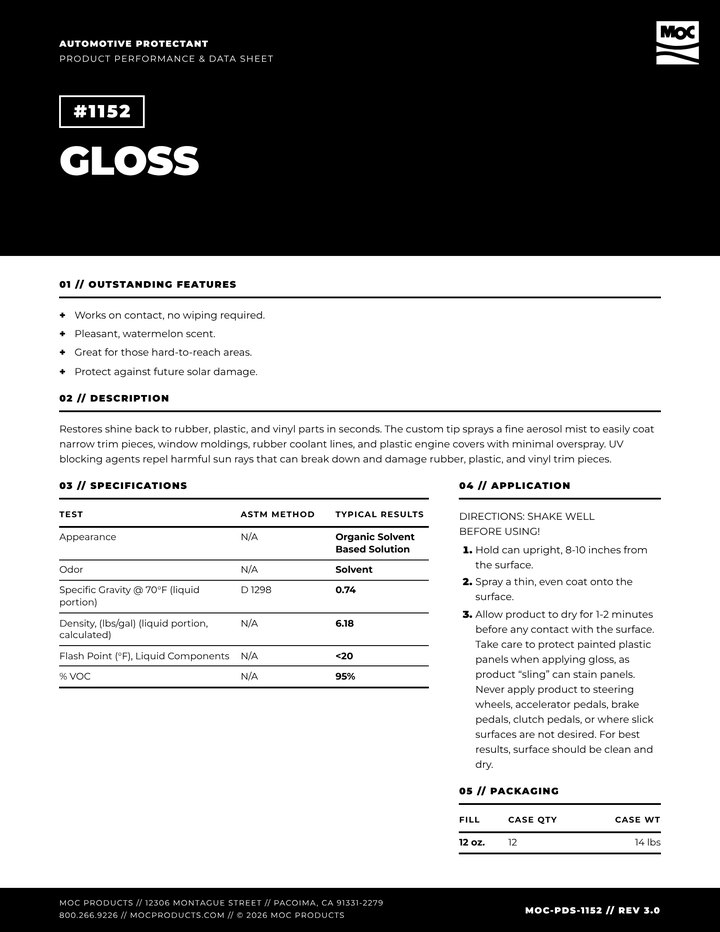 AUTOMOTIVE PROTECTANT
PRODUCT PERFORMANCE & DATA SHEET
MOC
#1152
GLOSS
01 // OUTSTANDING FEATURES
+ Works on contact, no wiping required.
+ Pleasant, watermelon scent.
+ Great for those hard-to-reach areas.
+ Protect against future solar damage.
02 // DESCRIPTION
Restores shine back to rubber, plastic, and vinyl parts in seconds. The custom tip sprays a fine aerosol mist to easily coat
narrow trim pieces, window moldings, rubber coolant lines, and plastic engine covers with minimal overspray. UV
blocking agents repel harmful sun rays that can break down and damage rubber, plastic, and vinyl trim pieces.
03 // SPECIFICATIONS
TEST ASTM METHOD TYPICAL RESULTS
Appearance N/A Organic Solvent
Based Solution
Odor N/A Solvent
Specific Gravity @ 70°F (liquid D 1298 0.74
portion)
Density, (lbs/gal) (liquid portion, N/A 6.18
calculated)
Flash Point (°F), Liquid Components N/A <20
% VOC N/A 95%
04 // APPLICATION
DIRECTIONS: SHAKE WELL
BEFORE USING!
1. Hold can upright, 8-10 inches from
the surface.
2. Spray a thin, even coat onto the
surface.
3. Allow product to dry for 1-2 minutes
before any contact with the surface.
Take care to protect painted plastic
panels when applying gloss, as
product “sling” can stain panels.
Never apply product to steering
wheels, accelerator pedals, brake
pedals, clutch pedals, or where slick
surfaces are not desired. For best
results, surface should be clean and
dry.
05 // PACKAGING
FILL CASE QTY CASE WT
12 oz. 12 14 lbs
MOC PRODUCTS // 12306 MONTAGUE STREET // PACOIMA, CA 91331-2279
800.266.9226 // MOCPRODUCTS.COM // © 2026 MOC PRODUCTS
MOC-PDS-1152 // REV 3.0